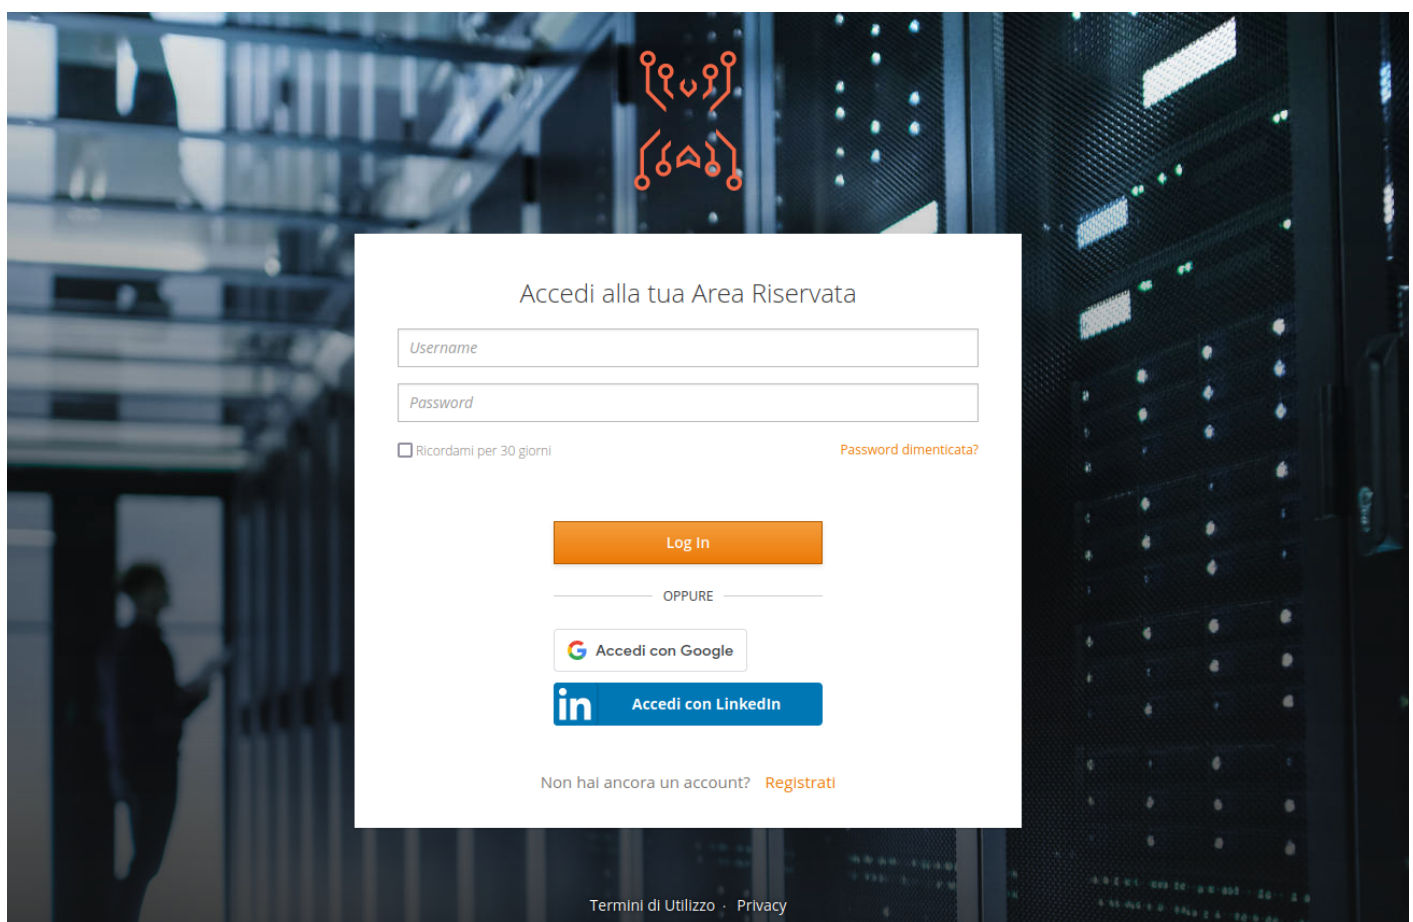 Accedi alla tua Area Riservata
Username
Password
Ricordami per 30 giorni Password dimenticata?
Log In
OPPURE
Accedi con Google
in Accedi con LinkedIn
Non hai ancora un account? Registrati
Termini di Utilizzo · Privacy